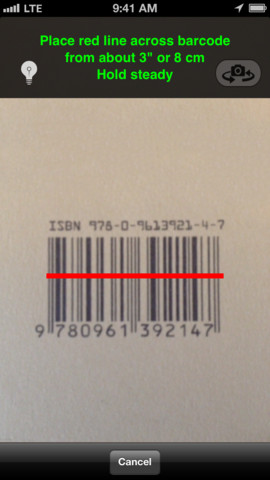 LTE 9:41 AM
Place red line across barcode
from about 3" or 8 cm
Hold steady
ISBN 978-0-9613921-4-7
9 780961 392147
Cancel